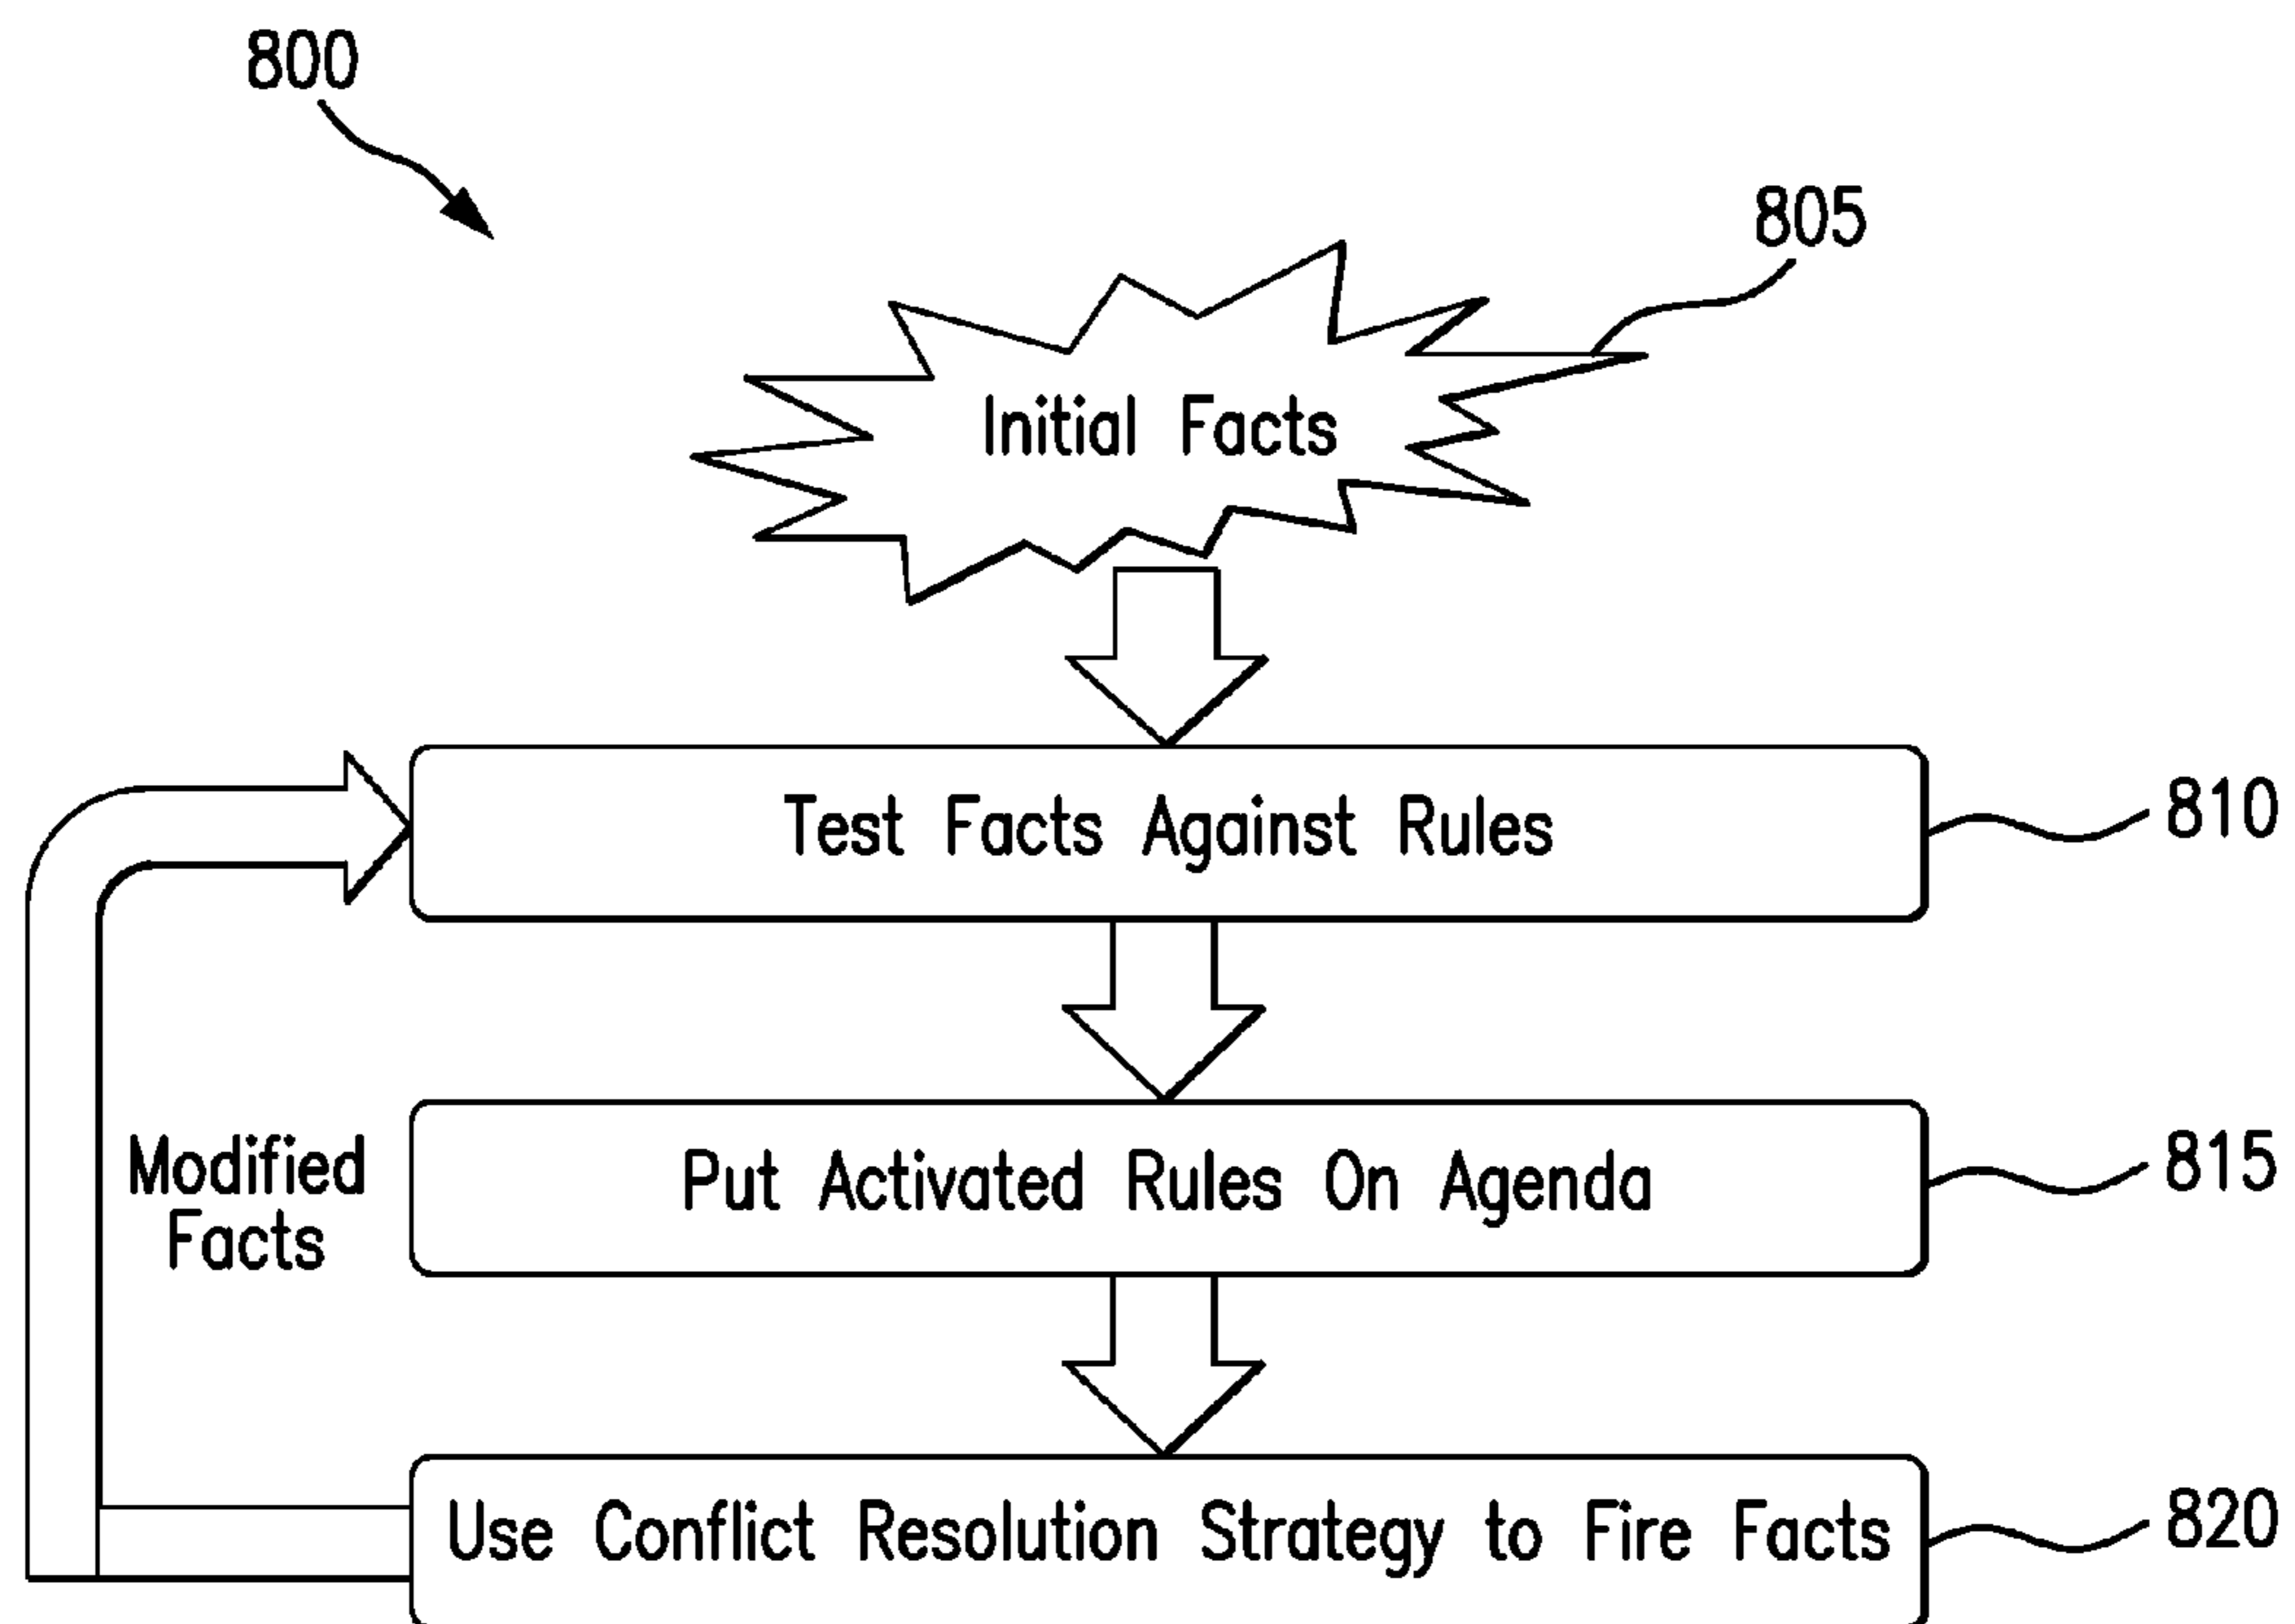 800
805
Initial Facts
Test Facts Against Rules
810
Modified
Facts
Put Activated Rules On Agenda
815
Use Conflict Resolution Strategy to Fire Facts
820